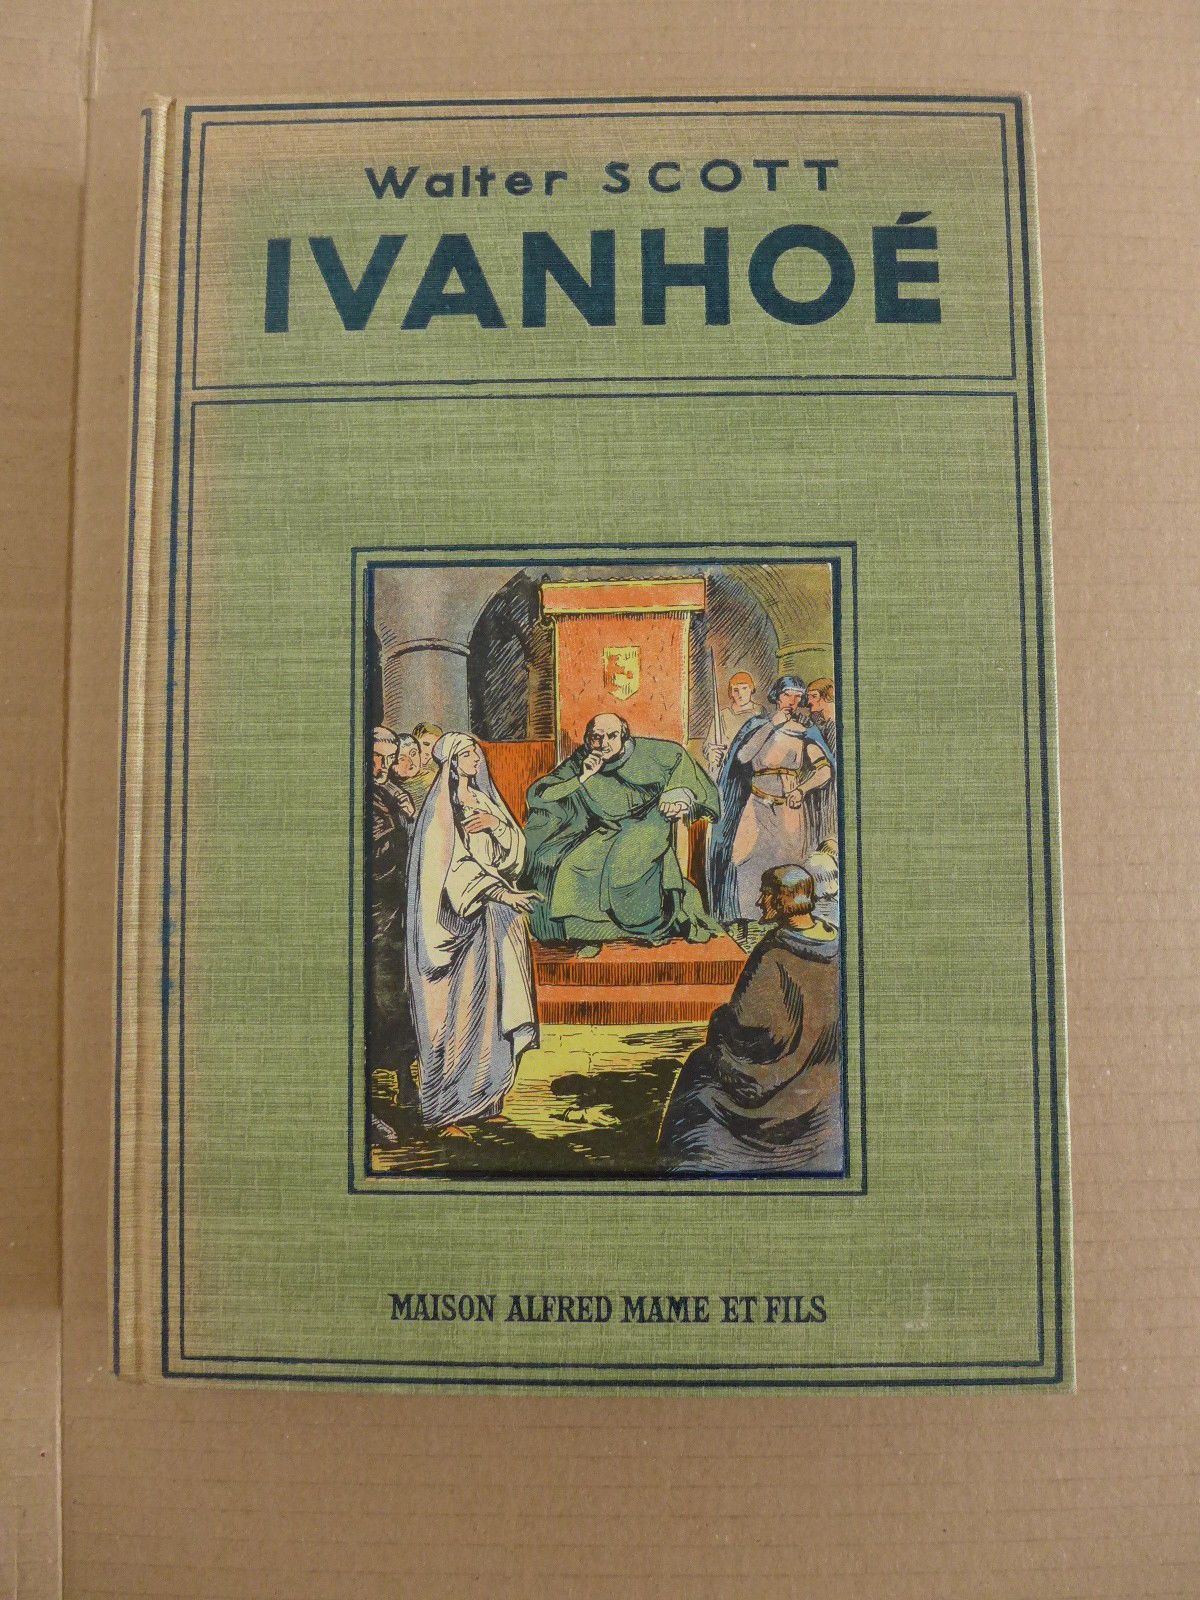 Walter SCOTT
IVANHOÉ
MAISON ALFRED MAME ET FILS